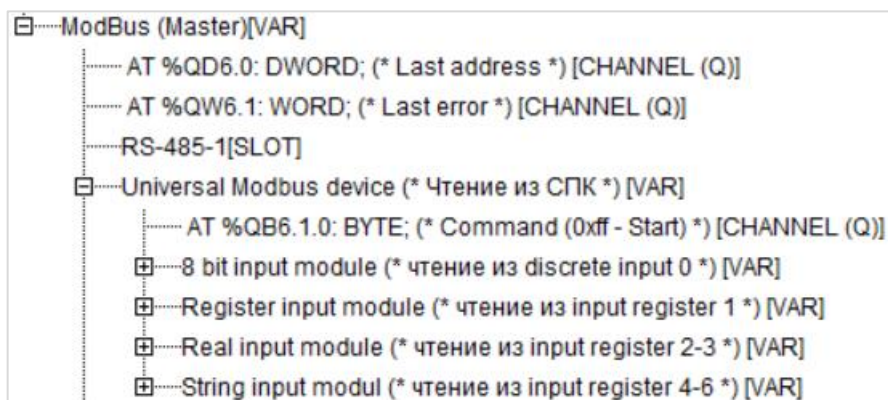 ModBus (Master)[VAR]
AT %QD6.0: DWORD; (* Last address *) [CHANNEL (Q)]
AT %QW6.1: WORD; (* Last error *) [CHANNEL (Q)]
RS-485-1[SLOT]
Universal Modbus device (* Чтение из СПК *) [VAR]
AT %QB6.1.0: BYTE; (* Command (0xff - Start) *) [CHANNEL (Q)]
8 bit input module (* чтение из discrete input 0 *) [VAR]
Register input module (* чтение из input register 1 *) [VAR]
Real input module (* чтение из input register 2-3 *) [VAR]
String input modul (* чтение из input register 4-6 *) [VAR]